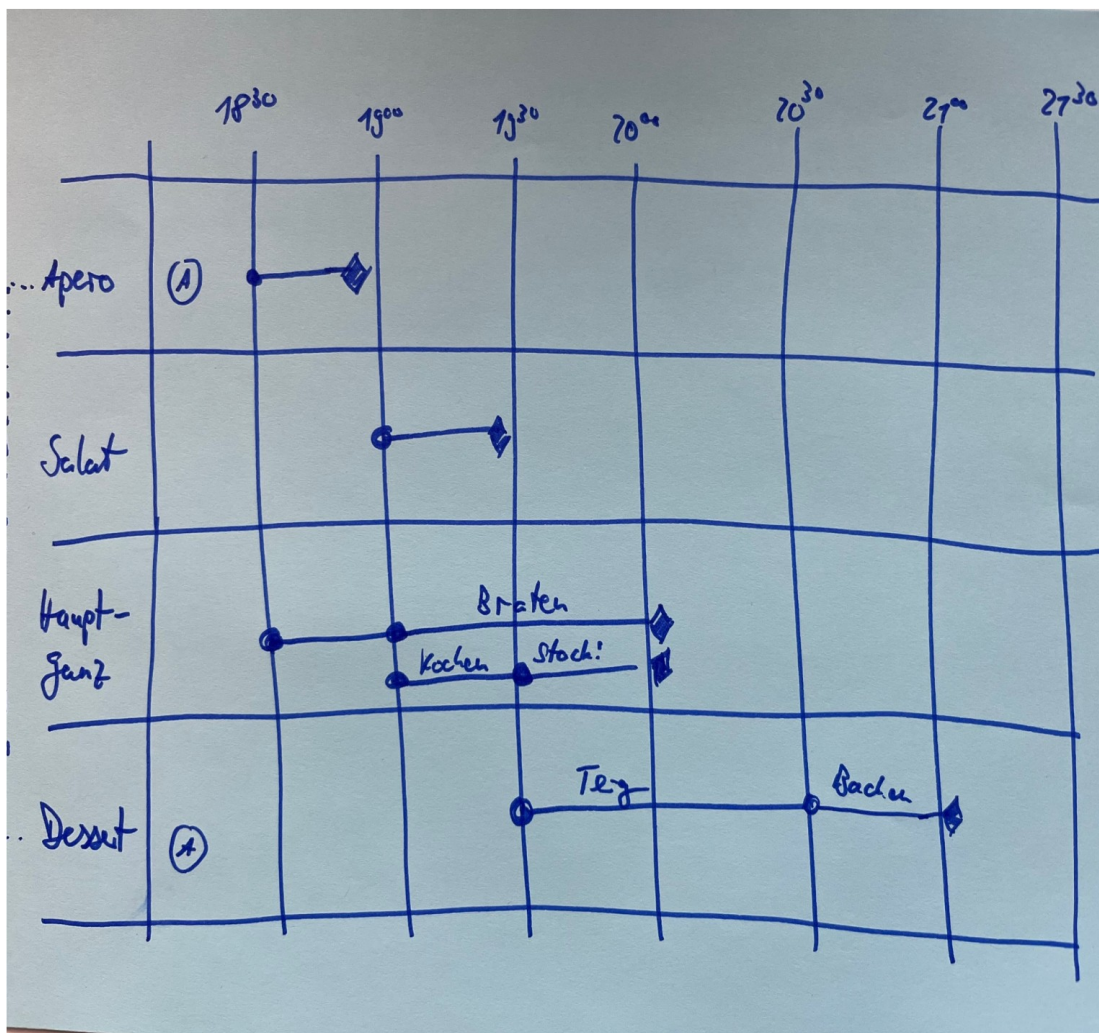 18³⁰ 19⁰⁰ 19³⁰ 20⁰⁰ 20³⁰ 21⁰⁰ 21³⁰
Apero A
Salat
Haupt-
ganz
Braten
Kochen Stock!
Teig
Backen
Dessert A